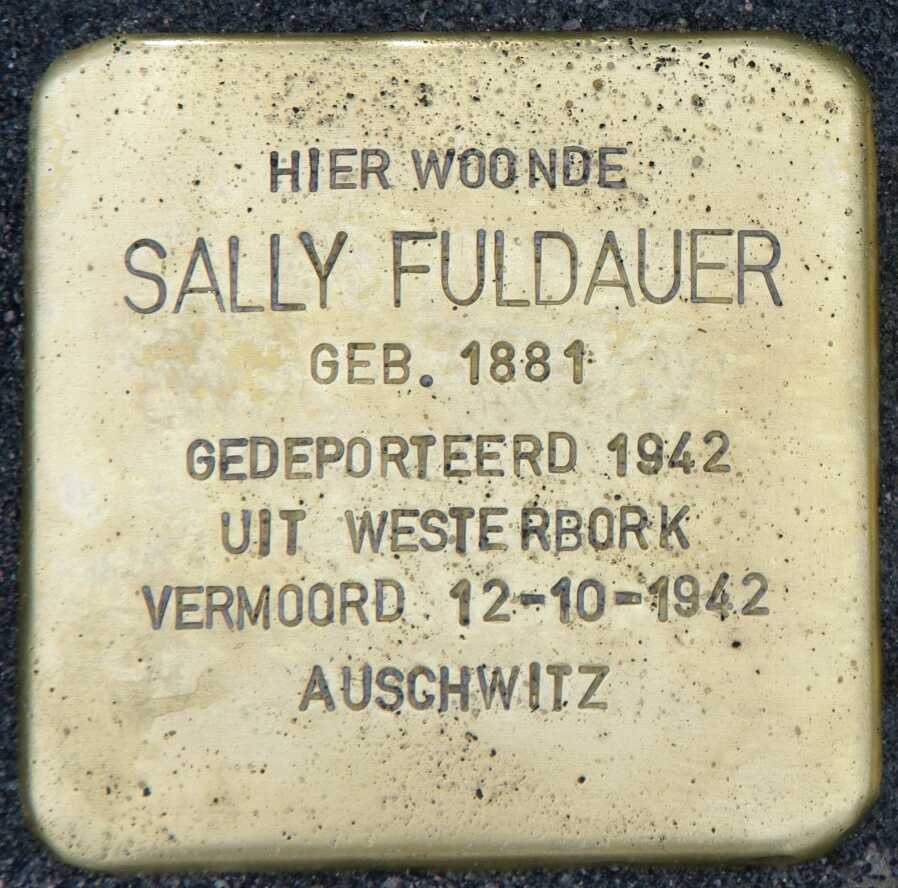 HIER WOONDE
SALLY FULDAUER
GEB. 1881
GEDEPORTEERD 1942
UIT WESTERBORK
VERMOORD 12-10-1942
AUSCHWITZ